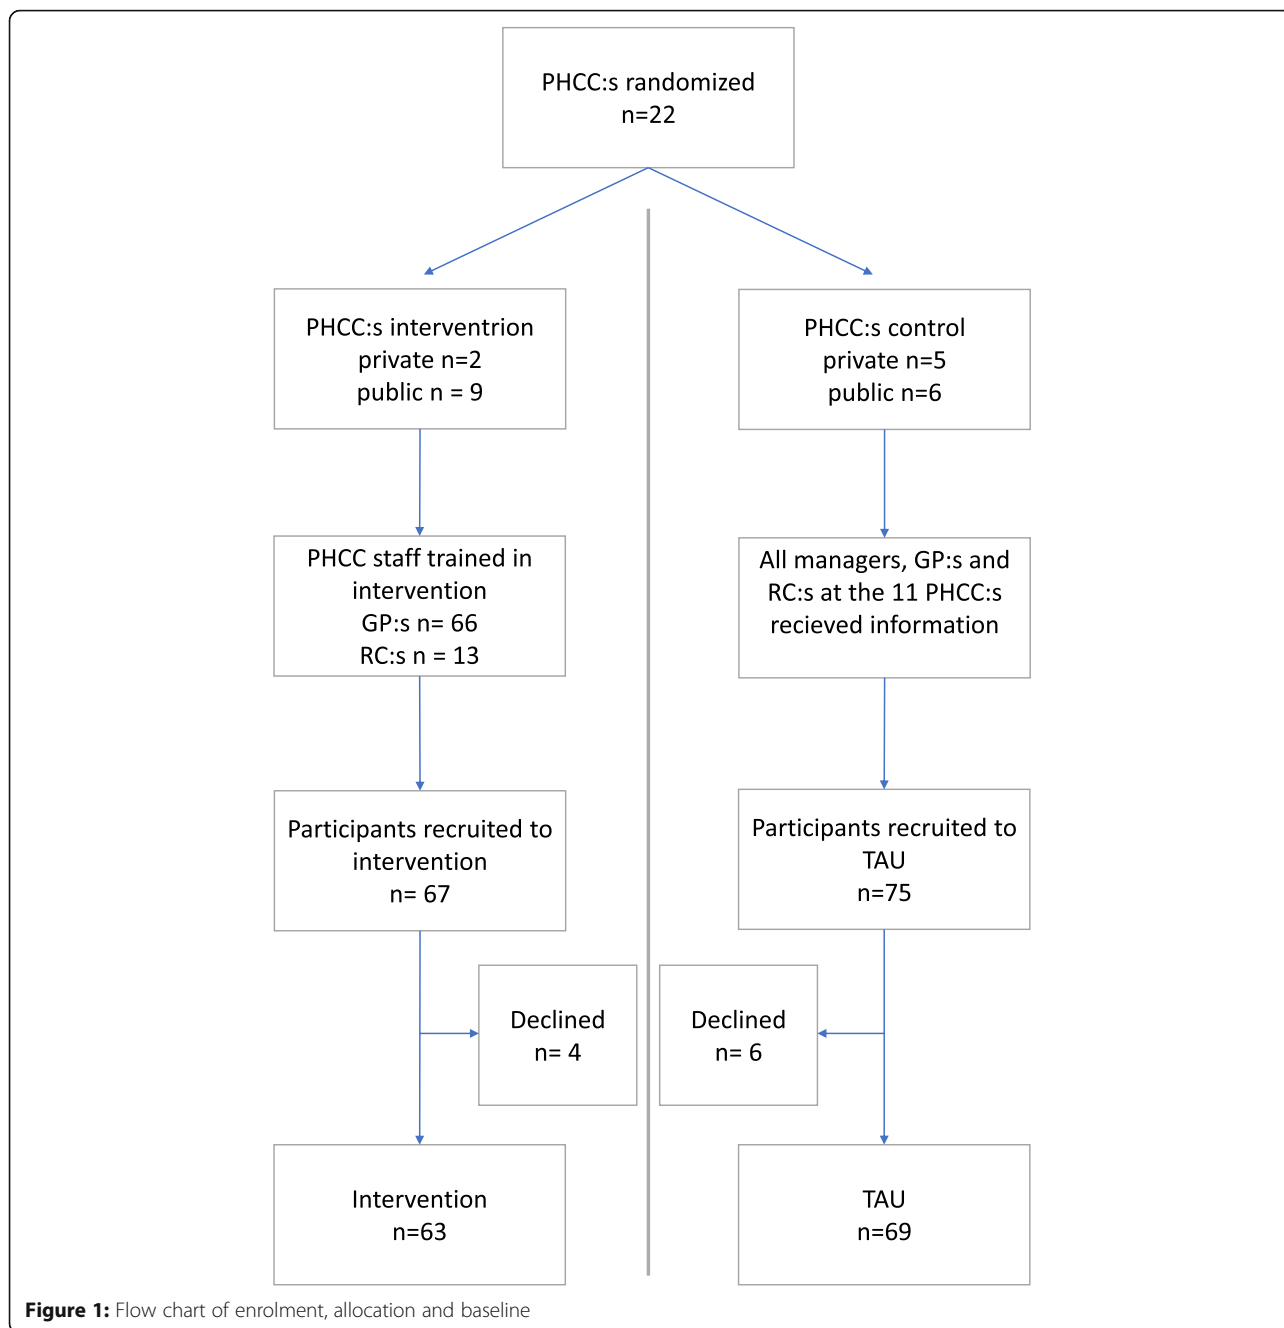 PHCC:s randomized
n=22
PHCC:s interventrion
private n=2
public n = 9
PHCC:s control
private n=5
public n=6
PHCC staff trained in
intervention
GP:s n= 66
RC:s n = 13
All managers, GP:s and
RC:s at the 11 PHCC:s
recieved information
Participants recruited to
intervention
n= 67
Participants recruited to
TAU
n=75
Declined
n= 4
Declined
n= 6
Intervention
n=63
TAU
n=69
Figure 1: Flow chart of enrolment, allocation and baseline